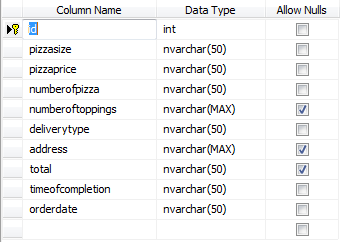 Column Name Data Type Allow Nulls
id int
pizzasize nvarchar(50)
pizzaprice nvarchar(50)
numberofpizza nvarchar(50)
numberoftoppings nvarchar(MAX)
deliverytype nvarchar(50)
address nvarchar(MAX)
total nvarchar(50)
timeofcompletion nvarchar(50)
orderdate nvarchar(50)